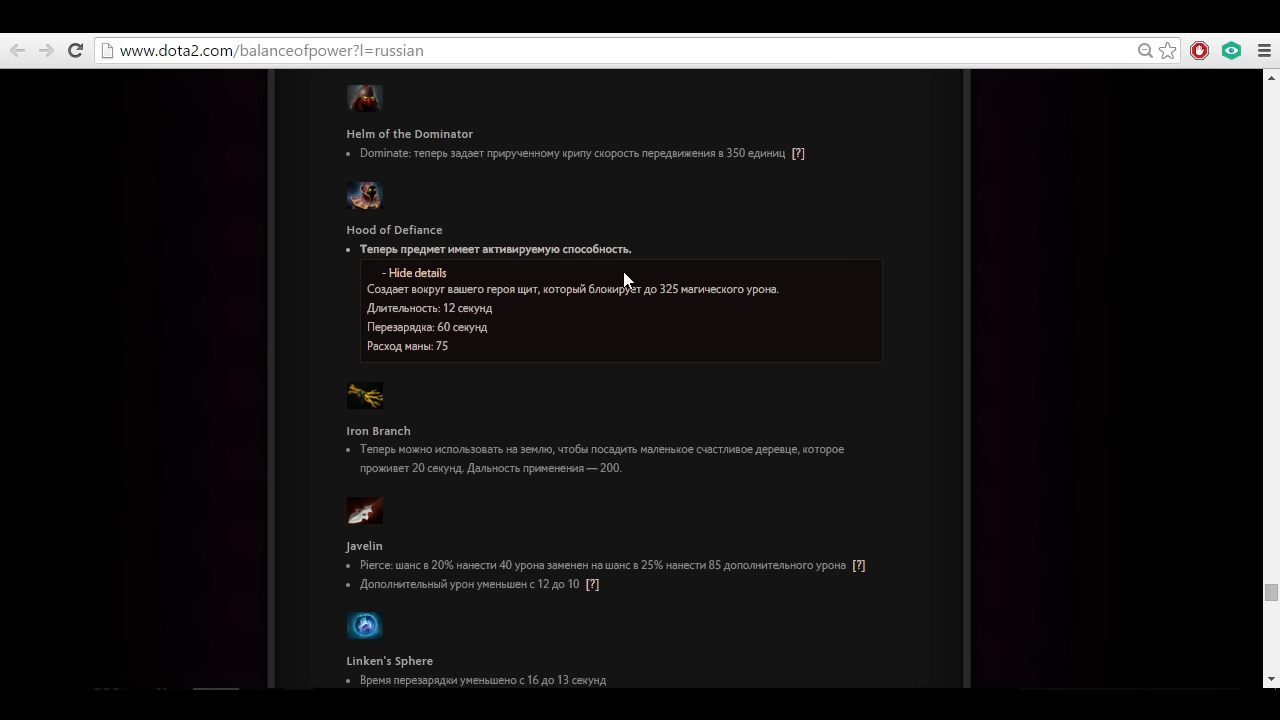 www.dota2.com/balanceofpower?l=russian
Helm of the Dominator
• Dominate: теперь задает прирученному крипу скорость передвижения в 350 единиц [?]
Hood of Defiance
• Теперь предмет имеет активируемую способность.
- Hide details
Создает вокруг вашего героя щит, который блокирует до 325 магического урона.
Длительность: 12 секунд
Перезарядка: 60 секунд
Расход маны: 75
Iron Branch
• Теперь можно использовать на землю, чтобы посадить маленькое счастливое деревце, которое
проживет 20 секунд. Дальность применения — 200.
Javelin
• Pierce: шанс в 20% нанести 40 урона заменен на шанс в 25% нанести 85 дополнительного урона [?]
• Дополнительный урон уменьшен с 12 до 10 [?]
Linken's Sphere
• Время перезарядки уменьшено с 16 до 13 секунд